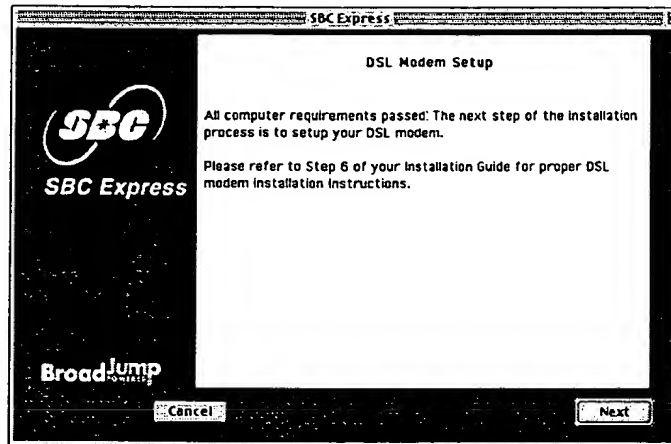 SBC Express
DSL Modem Setup
All computer requirements passed. The next step of the installation
process is to setup your DSL modem.
Please refer to Step 6 of your Installation Guide for proper DSL
modem installation instructions.
SBC
SBC Express
BroadJump
POWERED
Cancel
Next